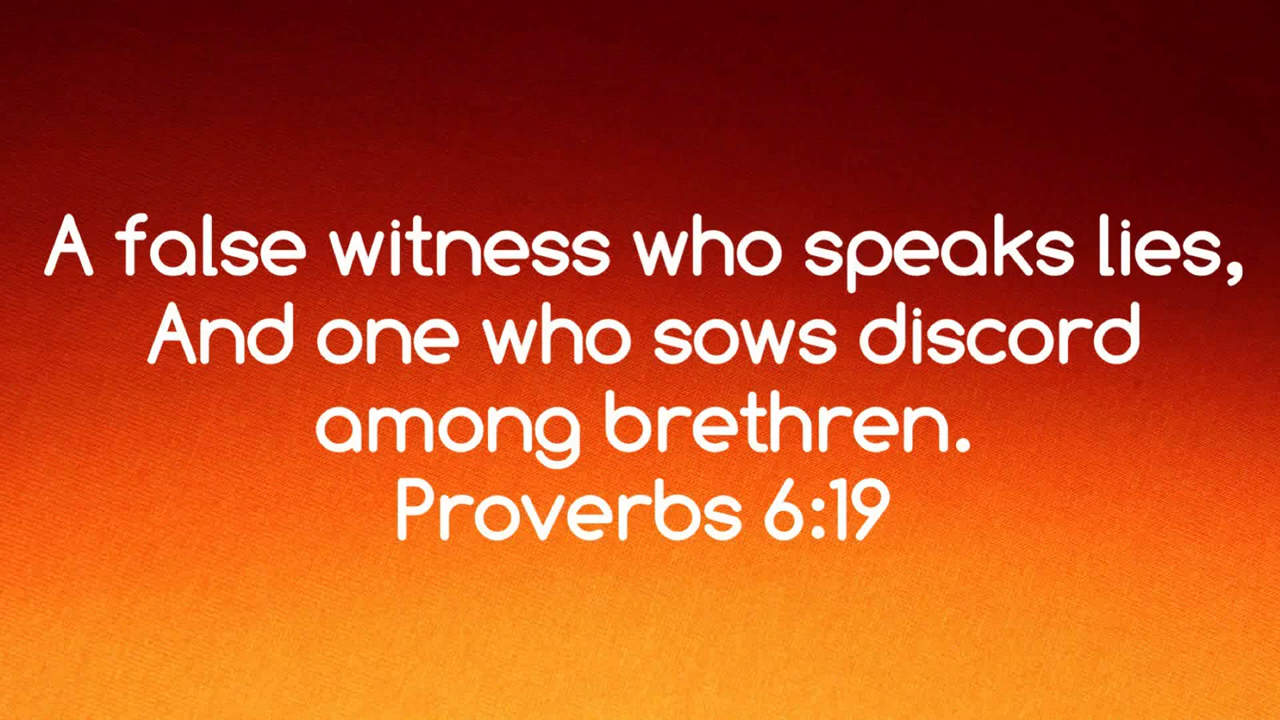 A false witness who speaks lies,
And one who sows discord
among brethren.
Proverbs 6:19